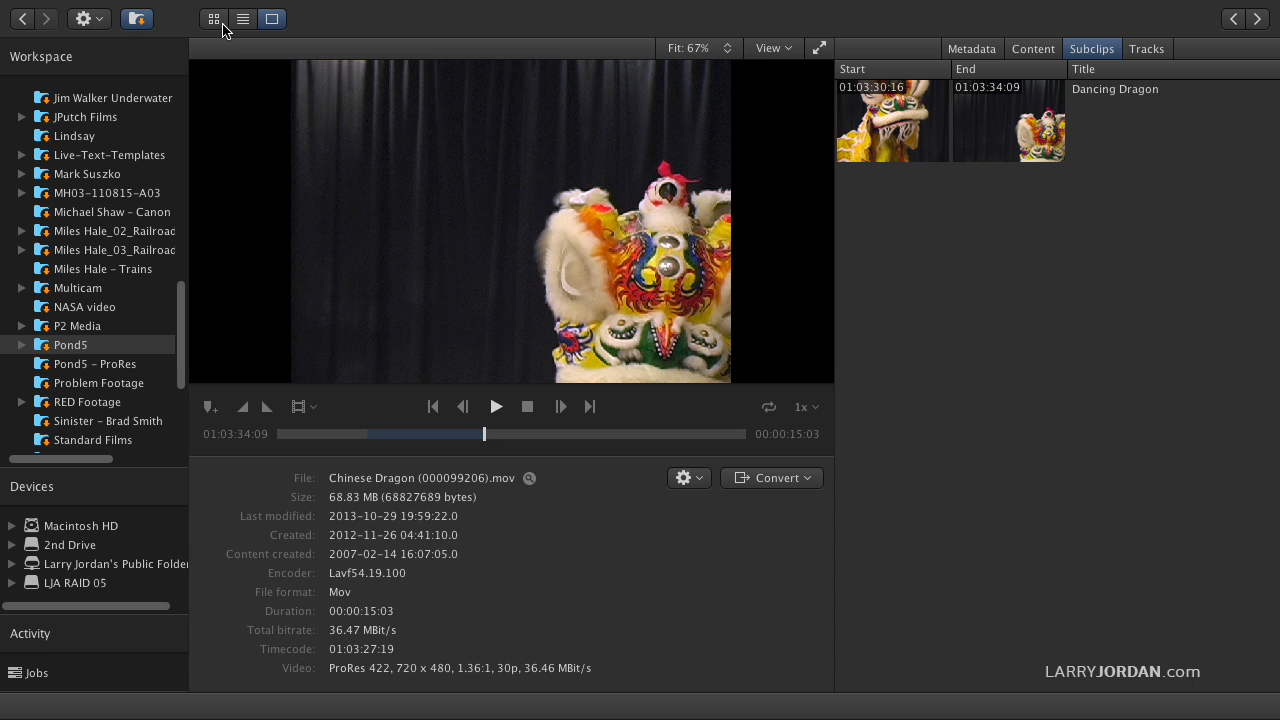 Workspace
Jim Walker Underwater
JPutch Films
Lindsay
Live-Text-Templates
Mark Suszko
MH03-110815-A03
Michael Shaw - Canon
Miles Hale_02_Railroad
Miles Hale_03_Railroad
Miles Hale - Trains
Multicam
NASA video
P2 Media
Pond5
Pond5 - ProRes
Problem Footage
RED Footage
Sinister - Brad Smith
Standard Films
Devices
Macintosh HD
2nd Drive
Larry Jordan's Public Folder
LJA RAID 05
Activity
Jobs
Fit: 67%
View
1x
01:03:34:09
00:00:15:03
File: Chinese Dragon (000099206).mov
Size: 68.83 MB (68827689 bytes)
Last modified: 2013-10-29 19:59:22.0
Created: 2012-11-26 04:41:10.0
Content created: 2007-02-14 16:07:05.0
Encoder: Lavf54.19.100
File format: Mov
Duration: 00:00:15:03
Total bitrate: 36.47 MBit/s
Timecode: 01:03:27:19
Video: ProRes 422, 720 x 480, 1.36:1, 30p, 36.46 MBit/s
Convert
Metadata Content Subclips Tracks
Start End Title
01:03:30:16 01:03:34:09 Dancing Dragon
LARRYJORDAN.com